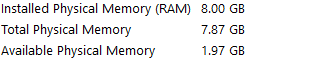 Installed Physical Memory (RAM) 8.00 GB
Total Physical Memory 7.87 GB
Available Physical Memory 1.97 GB